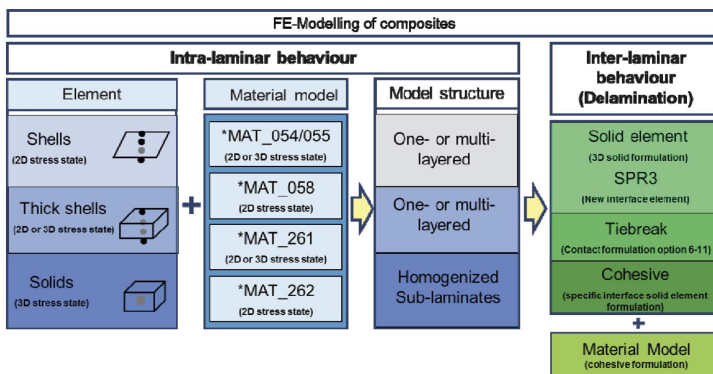 FE-Modelling of composites
Intra-laminar behaviour
Inter-laminar
behaviour
(Delamination)
Element
Material model
Model structure
Shells
(2D stress state)
Thick shells
(2D or 3D stress state)
Solids
(3D stress state)
*MAT_054/055
(2D or 3D stress state)
*MAT_058
(2D stress state)
*MAT_261
(2D or 3D stress state)
*MAT_262
(2D stress state)
One- or multi-
layered
One- or multi-
layered
Homogenized
Sub-laminates
Solid element
(3D solid formulation)
SPR3
(New interface element)
Tiebreak
(Contact formulation option 6-11)
Cohesive
(specific interface solid element
formulation)
+
Material Model
(cohesive formulation)